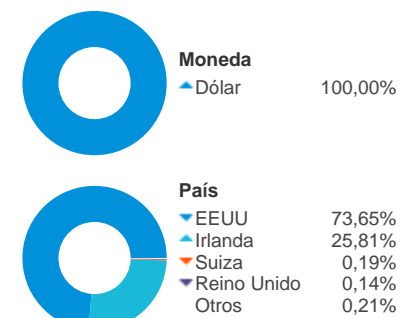 Moneda
Dólar 100,00%
País
EEUU 73,65%
Irlanda 25,81%
Suiza 0,19%
Reino Unido 0,14%
Otros 0,21%